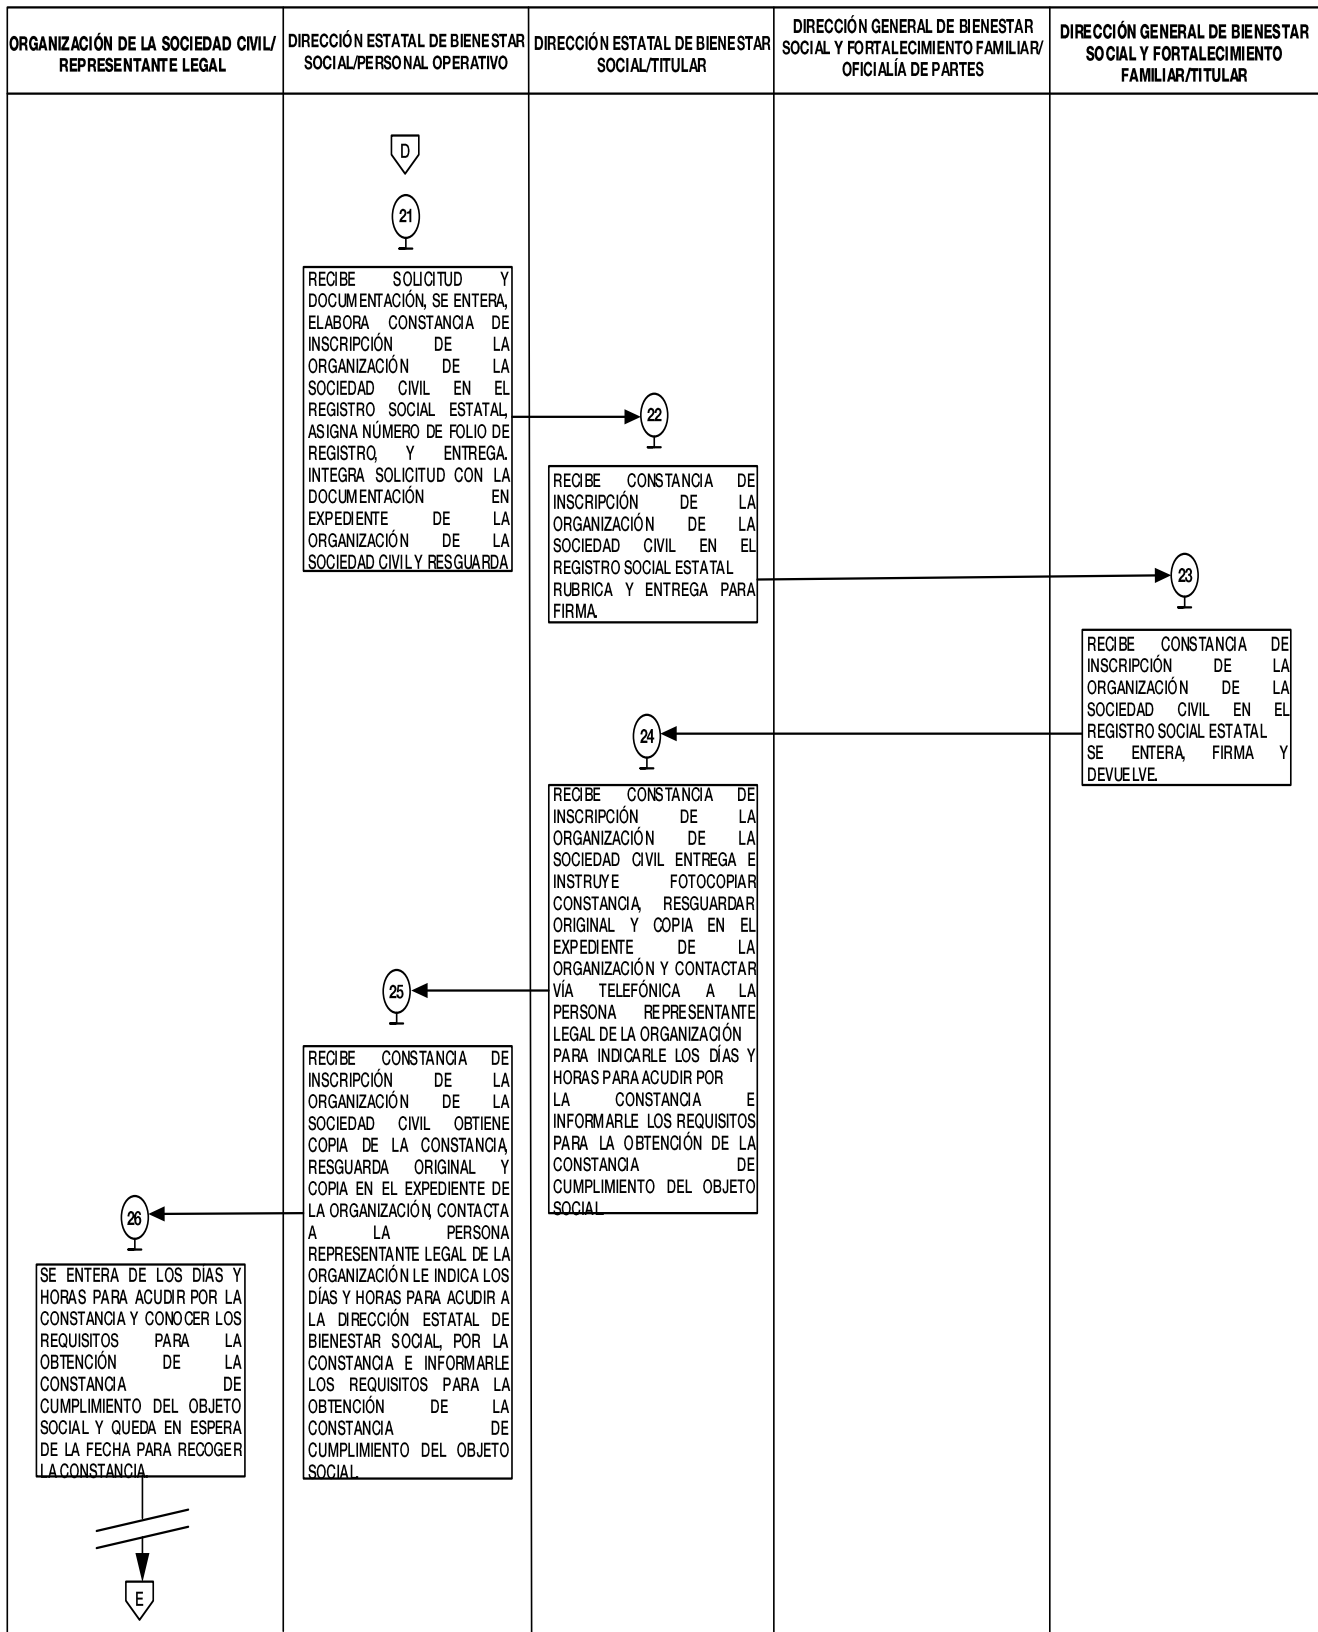 ORGANIZACIÓN DE LA SOCIEDAD CIVIL/
REPRESENTANTE LEGAL
DIRECCIÓN ESTATAL DE BIENESTAR
SOCIAL/PERSONAL OPERATIVO
DIRECCIÓN ESTATAL DE BIENESTAR
SOCIAL/TITULAR
DIRECCIÓN GENERAL DE BIENESTAR
SOCIAL Y FORTALECIMIENTO FAMILIAR/
OFICIALÍA DE PARTES
DIRECCIÓN GENERAL DE BIENESTAR
SOCIAL Y FORTALECIMIENTO
FAMILIAR/TITULAR
D
21
RECIBE SOLICITUD Y
DOCUMENTACIÓN, SE ENTERA,
ELABORA CONSTANCIA DE
INSCRIPCIÓN DE LA
ORGANIZACIÓN DE LA
SOCIEDAD CIVIL EN EL
REGISTRO SOCIAL ESTATAL,
ASIGNA NÚMERO DE FOLIO DE
REGISTRO, Y ENTREGA.
INTEGRA SOLICITUD CON LA
DOCUMENTACIÓN EN
EXPEDIENTE DE LA
ORGANIZACIÓN DE LA
SOCIEDAD CIVIL Y RESGUARDA
22
RECIBE CONSTANCIA DE
INSCRIPCIÓN DE LA
ORGANIZACIÓN DE LA
SOCIEDAD CIVIL EN EL
REGISTRO SOCIAL ESTATAL
RUBRICA Y ENTREGA PARA
FIRMA.
23
RECIBE CONSTANCIA DE
INSCRIPCIÓN DE LA
ORGANIZACIÓN DE LA
SOCIEDAD CIVIL EN EL
REGISTRO SOCIAL ESTATAL
SE ENTERA, FIRMA Y
DEVUELVE.
24
RECIBE CONSTANCIA DE
INSCRIPCIÓN DE LA
ORGANIZACIÓN DE LA
SOCIEDAD CIVIL ENTREGA E
INSTRUYE FOTOCOPIAR
CONSTANCIA, RESGUARDAR
ORIGINAL Y COPIA EN EL
EXPEDIENTE DE LA
ORGANIZACIÓN Y CONTACTAR
VÍA TELEFÓNICA A LA
PERSONA REPRESENTANTE
LEGAL DE LA ORGANIZACIÓN
PARA INDICARLE LOS DÍAS Y
HORAS PARA ACUDIR POR
LA CONSTANCIA E
INFORMARLE LOS REQUISITOS
PARA LA OBTENCIÓN DE LA
CONSTANCIA DE
CUMPLIMIENTO DEL OBJETO
SOCIAL.
25
RECIBE CONSTANCIA DE
INSCRIPCIÓN DE LA
ORGANIZACIÓN DE LA
SOCIEDAD CIVIL OBTIENE
COPIA DE LA CONSTANCIA,
RESGUARDA ORIGINAL Y
COPIA EN EL EXPEDIENTE DE
LA ORGANIZACIÓN, CONTACTA
A LA PERSONA
REPRESENTANTE LEGAL DE LA
ORGANIZACIÓN LE INDICA LOS
DÍAS Y HORAS PARA ACUDIR A
LA DIRECCIÓN ESTATAL DE
BIENESTAR SOCIAL, POR LA
CONSTANCIA E INFORMARLE
LOS REQUISITOS PARA LA
OBTENCIÓN DE LA
CONSTANCIA DE
CUMPLIMIENTO DEL OBJETO
SOCIAL.
26
SE ENTERA DE LOS DÍAS Y
HORAS PARA ACUDIR POR LA
CONSTANCIA Y CONOCER LOS
REQUISITOS PARA LA
OBTENCIÓN DE LA
CONSTANCIA DE
CUMPLIMIENTO DEL OBJETO
SOCIAL Y QUEDA EN ESPERA
DE LA FECHA PARA RECOGER
LA CONSTANCIA.
E